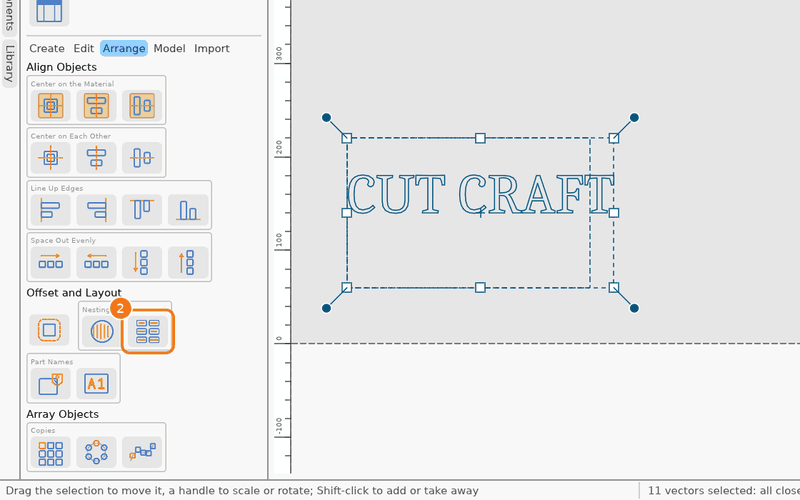 nents
Library
Create Edit Arrange Model Import
Align Objects
Center on the Material
Center on Each Other
Line Up Edges
Space Out Evenly
Offset and Layout
Nesting
2
Part Names
A1
Array Objects
Copies
300
200
100
0
-100
CUT CRAFT
Drag the selection to move it, a handle to scale or rotate; Shift-click to add or take away
11 vectors selected: all close